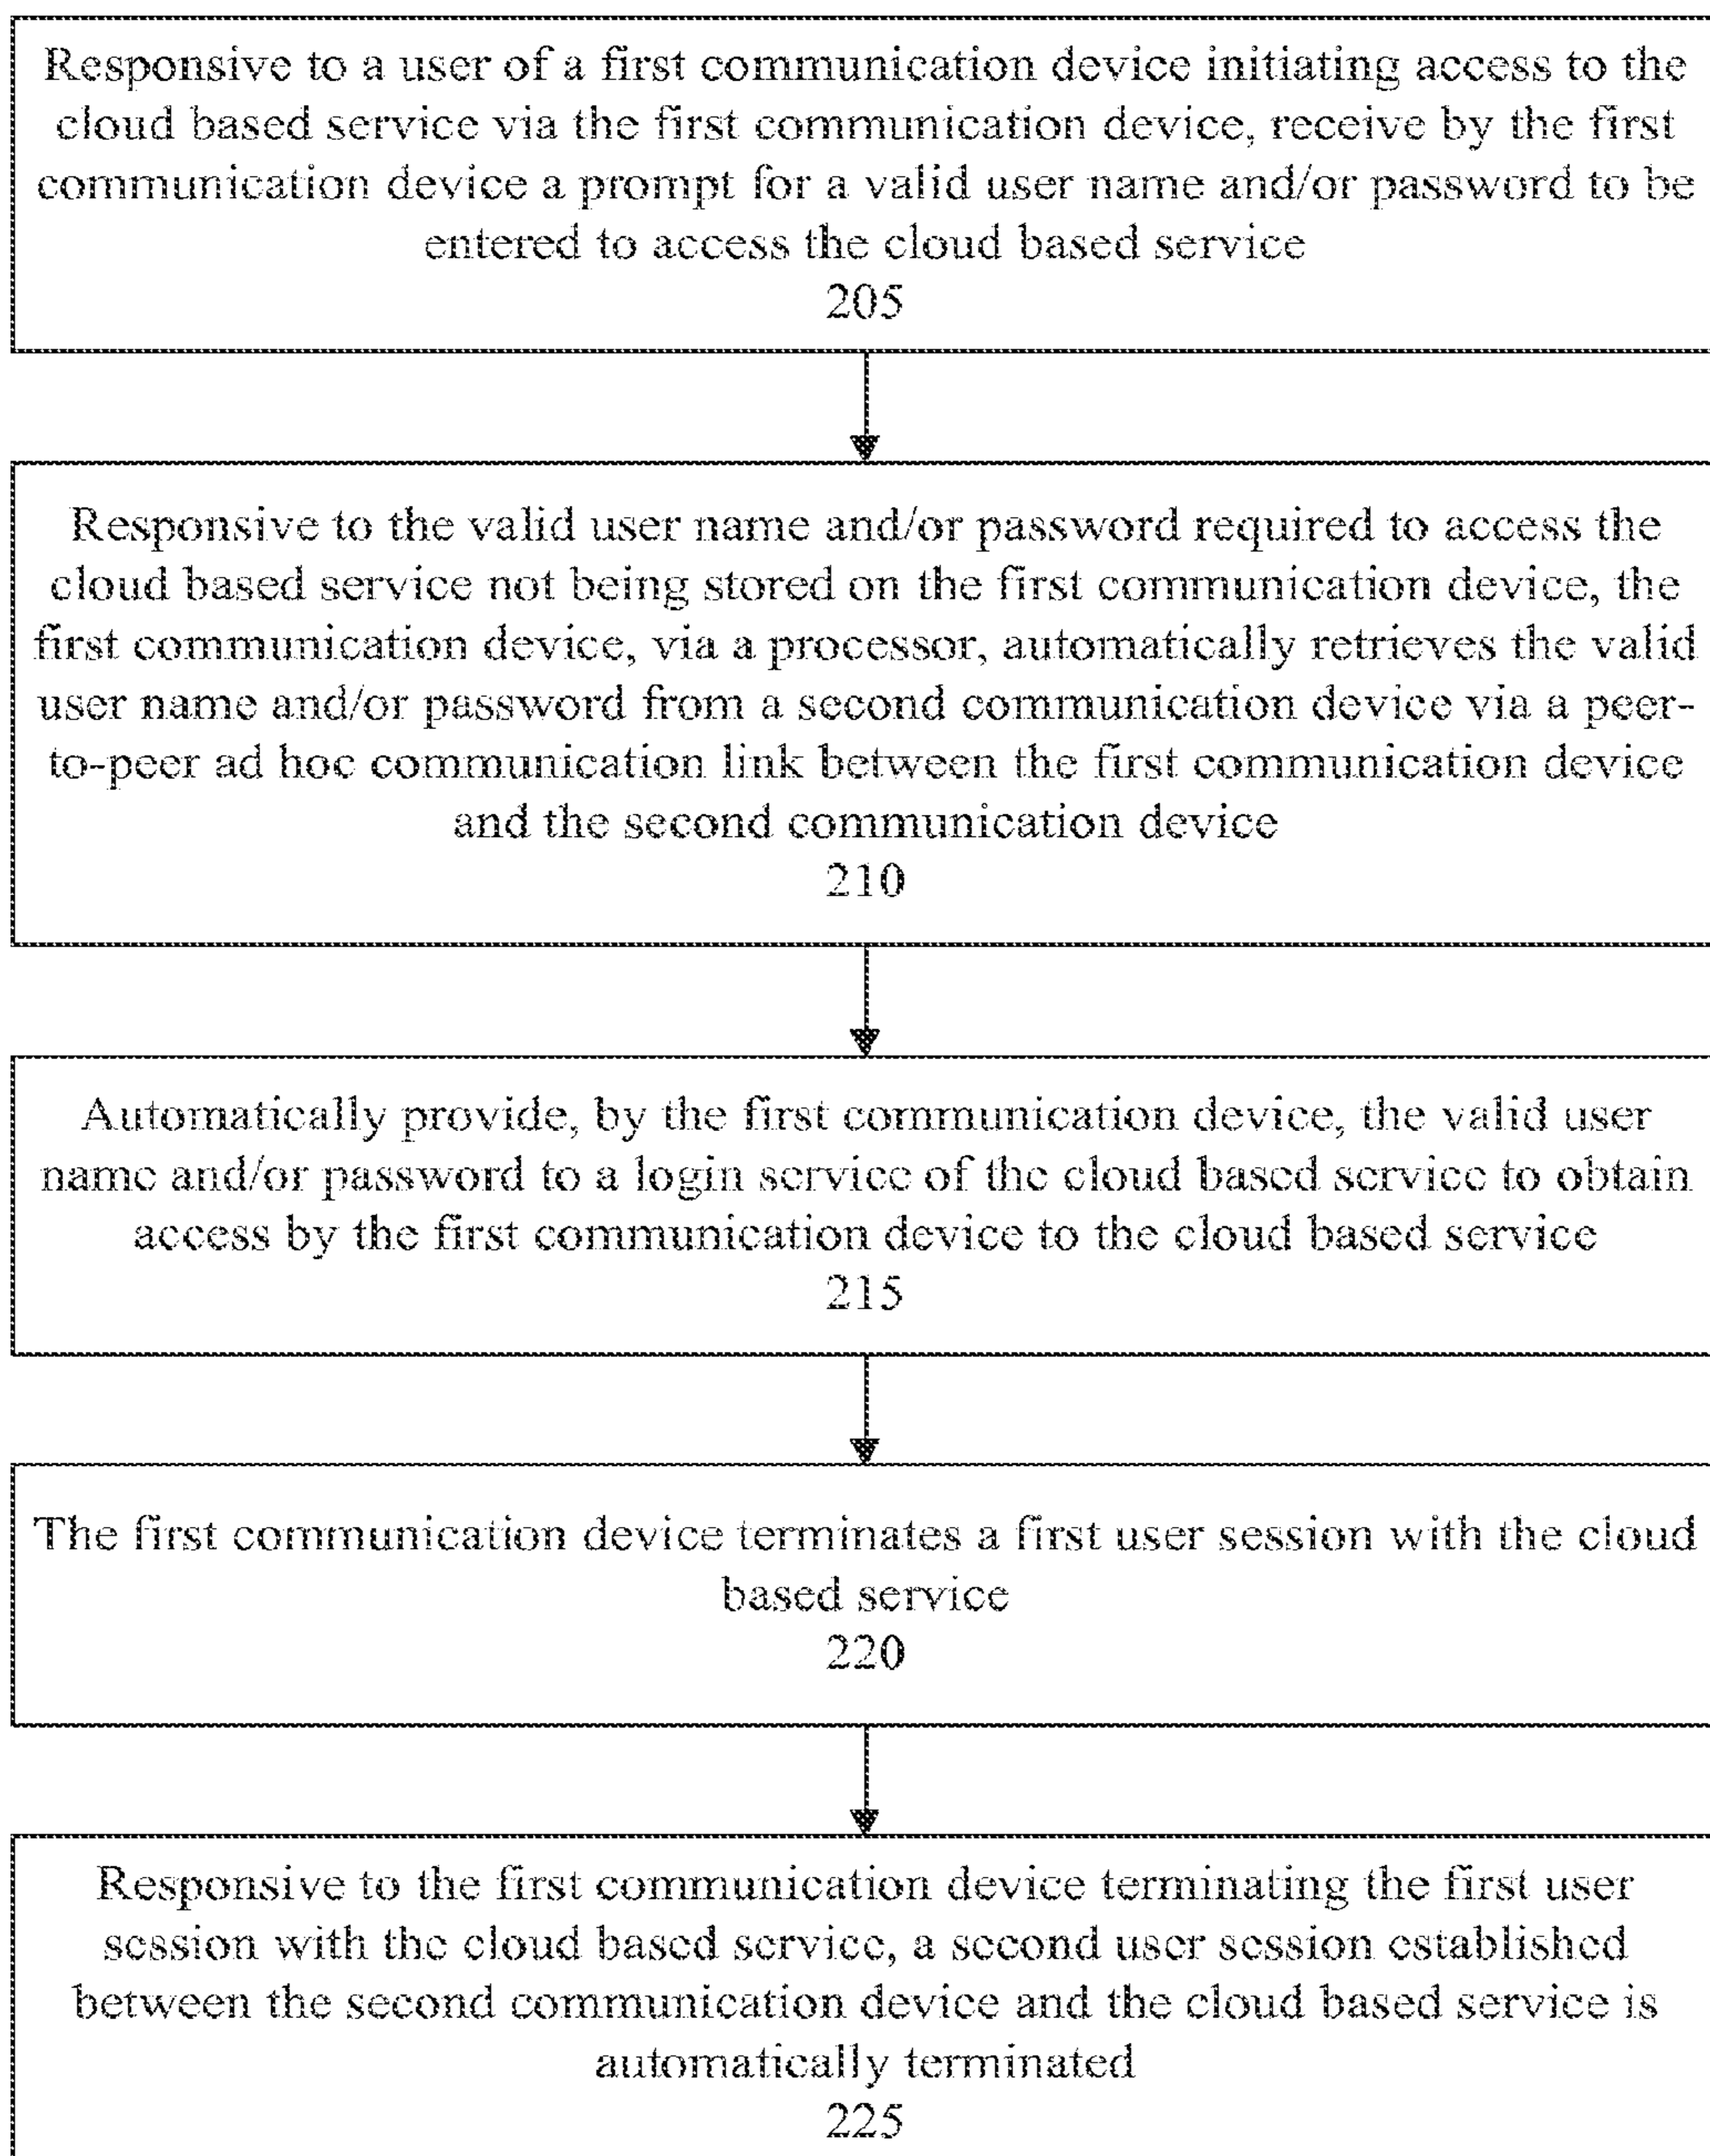 Responsive to a user of a first communication device initiating access to the
cloud based service via the first communication device, receive by the first
communication device a prompt for a valid user name and/or password to be
entered to access the cloud based service
205
Responsive to the valid user name and/or password required to access the
cloud based service not being stored on the first communication device, the
first communication device, via a processor, automatically retrieves the valid
user name and/or password from a second communication device via a peer-
to-peer ad hoc communication link between the first communication device
and the second communication device
210
Automatically provide, by the first communication device, the valid user
name and/or password to a login service of the cloud based service to obtain
access by the first communication device to the cloud based service
215
The first communication device terminates a first user session with the cloud
based service
220
Responsive to the first communication device terminating the first user
session with the cloud based service, a second user session established
between the second communication device and the cloud based service is
automatically terminated
225